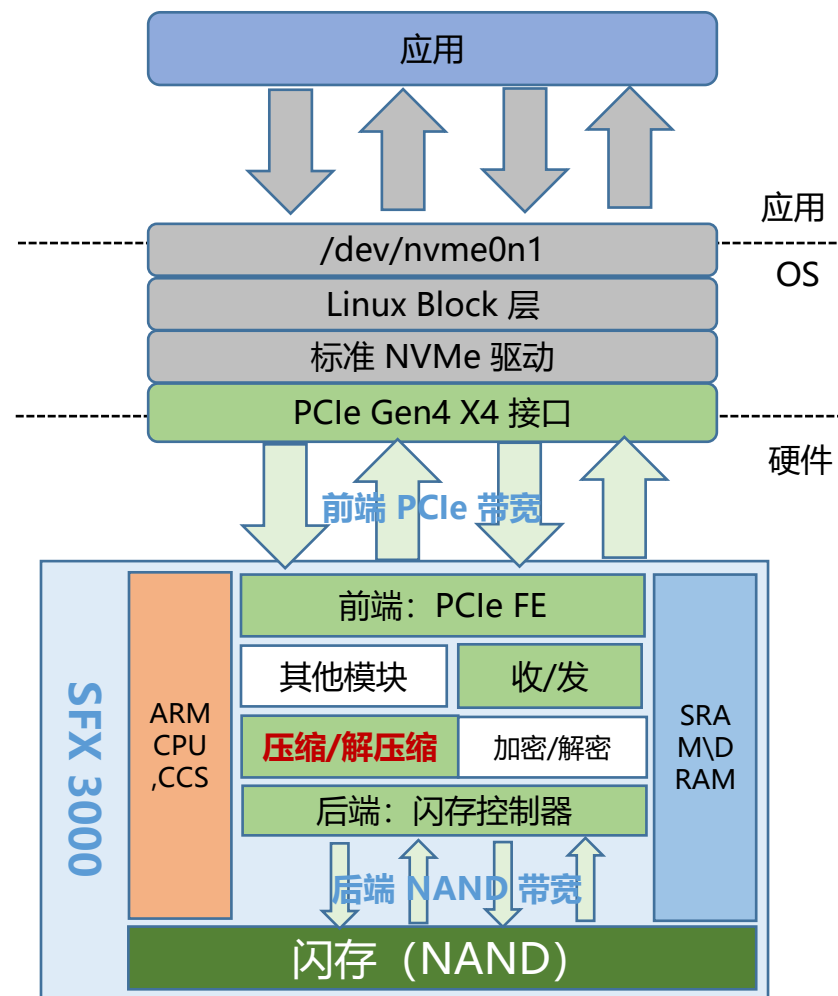 应用
应用
/dev/nvme0n1
OS
Linux Block 层
标准 NVMe 驱动
PCIe Gen4 X4 接口
硬件
前端 PCIe 带宽
SFX 3000
ARM
CPU
,CCS
前端：PCIe FE
其他模块
收/发
压缩/解压缩
加密/解密
后端：闪存控制器
SRA
M\D
RAM
后端 NAND 带宽
闪存（NAND）